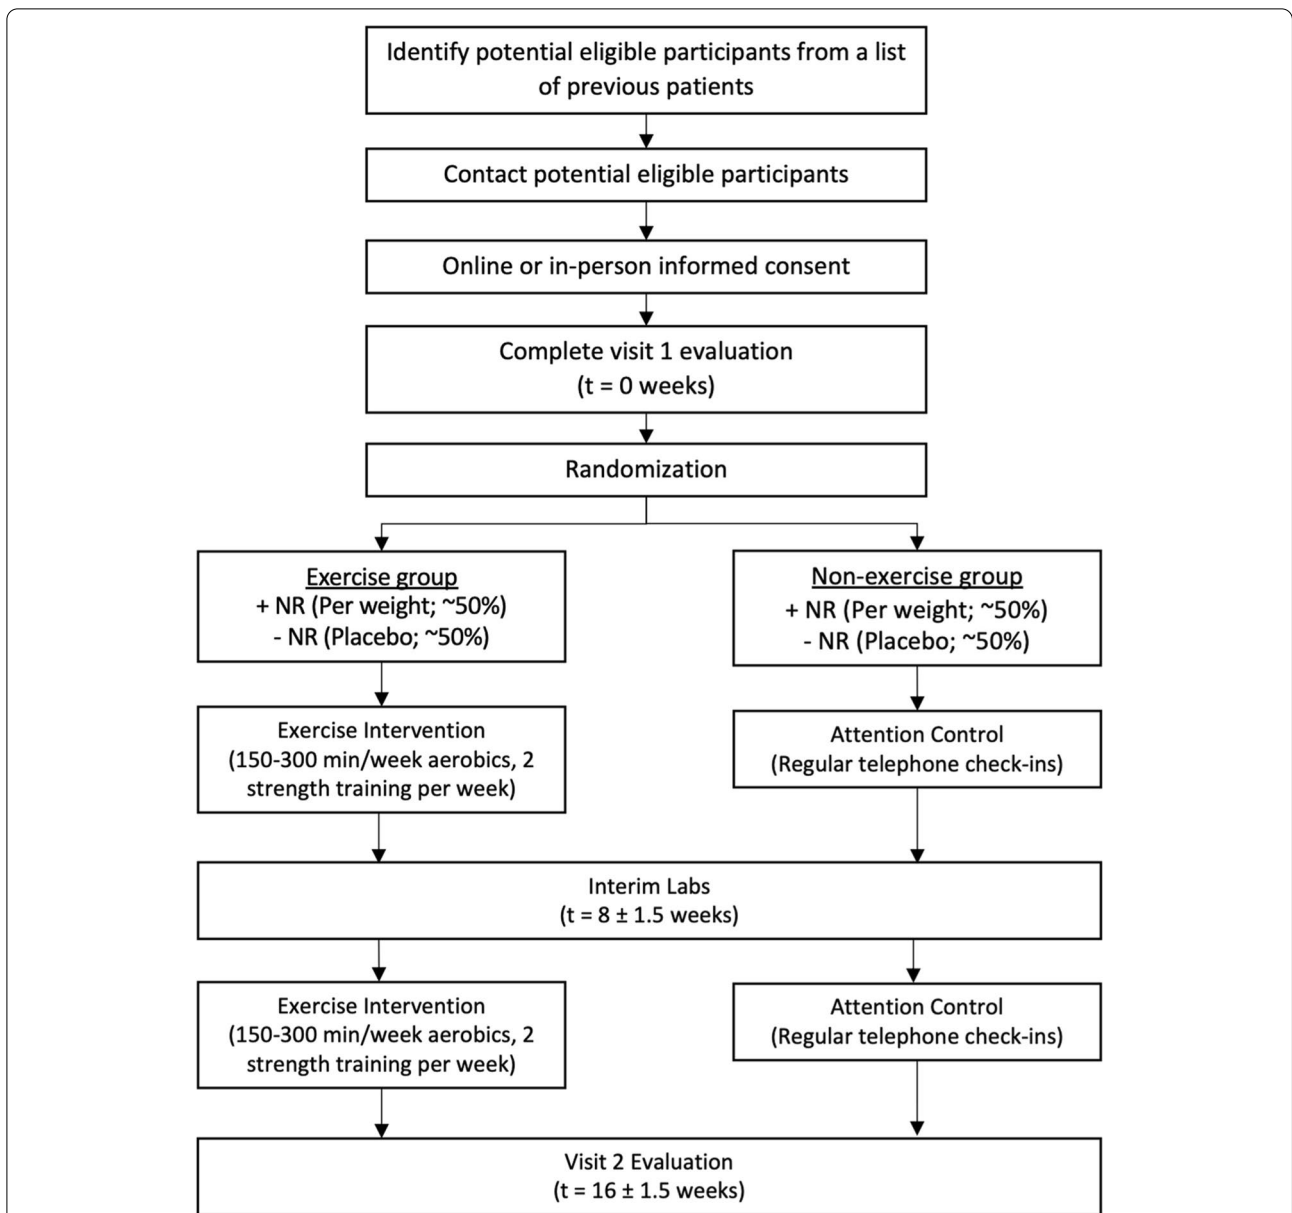 Identify potential eligible participants from a list
of previous patients
Contact potential eligible participants
Online or in-person informed consent
Complete visit 1 evaluation
(t = 0 weeks)
Randomization
Exercise group
+ NR (Per weight; ~50%)
- NR (Placebo; ~50%)
Non-exercise group
+ NR (Per weight; ~50%)
- NR (Placebo; ~50%)
Exercise Intervention
(150-300 min/week aerobics, 2
strength training per week)
Attention Control
(Regular telephone check-ins)
Interim Labs
(t = 8 ± 1.5 weeks)
Exercise Intervention
(150-300 min/week aerobics, 2
strength training per week)
Attention Control
(Regular telephone check-ins)
Visit 2 Evaluation
(t = 16 ± 1.5 weeks)